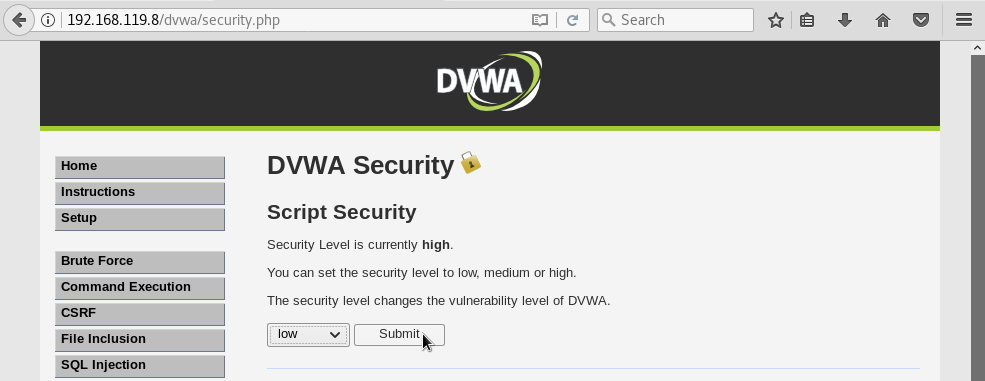 192.168.119.8/dvwa/security.php
Search
DVWA
Home
Instructions
Setup
Brute Force
Command Execution
CSRF
File Inclusion
SQL Injection
DVWA Security
Script Security
Security Level is currently high.
You can set the security level to low, medium or high.
The security level changes the vulnerability level of DVWA.
low
Submit